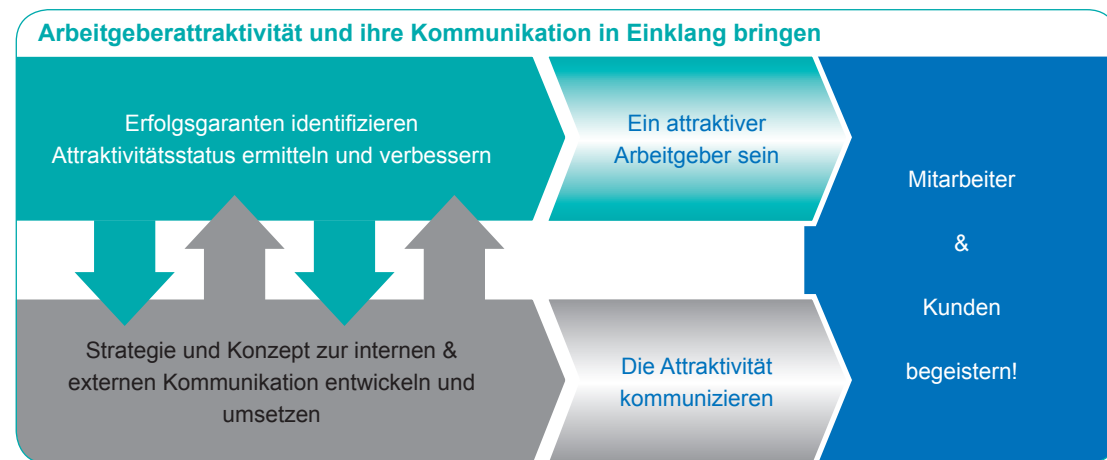 Arbeitgeberattraktivität und ihre Kommunikation in Einklang bringen
Erfolgsgaranten identifizieren
Attraktivitätsstatus ermitteln und verbessern
Ein attraktiver
Arbeitgeber sein
Strategie und Konzept zur internen &
externen Kommunikation entwickeln und
umsetzen
Die Attraktivität
kommunizieren
Mitarbeiter
&
Kunden
begeistern!